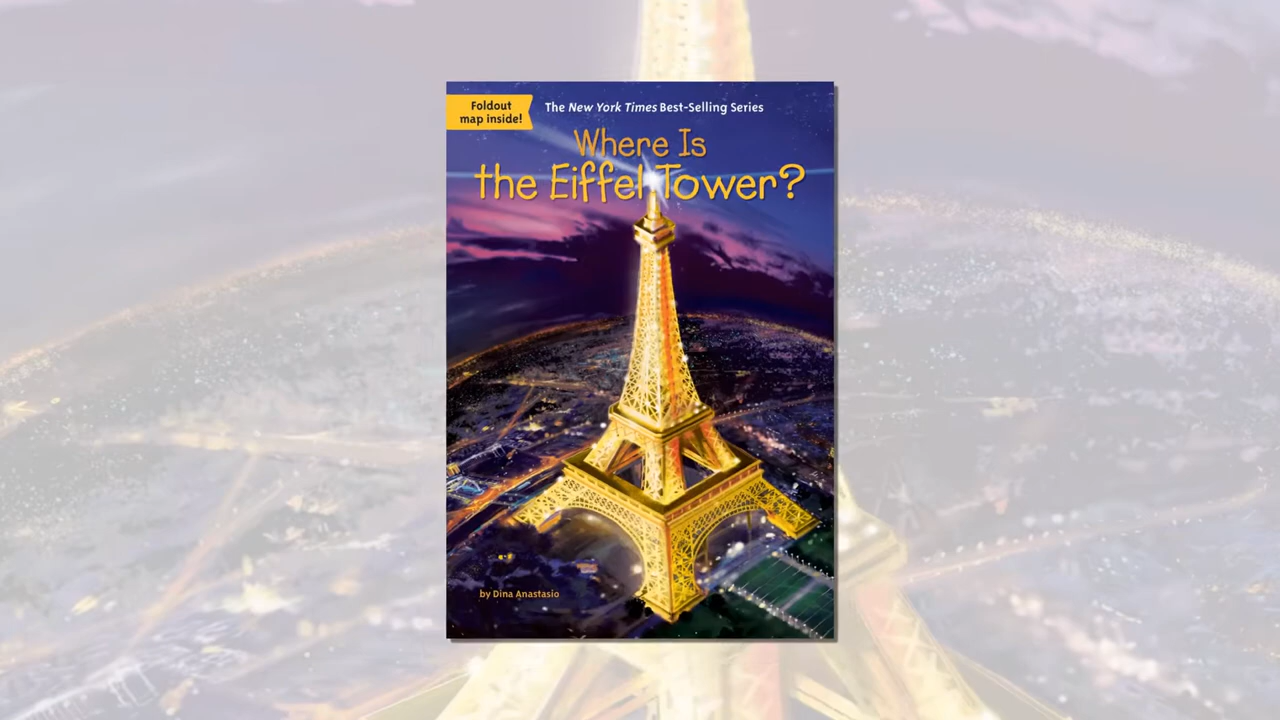 Foldout
map inside!
The New York Times Best-Selling Series
Where Is
the Eiffel Tower?
by Dina Anastasio